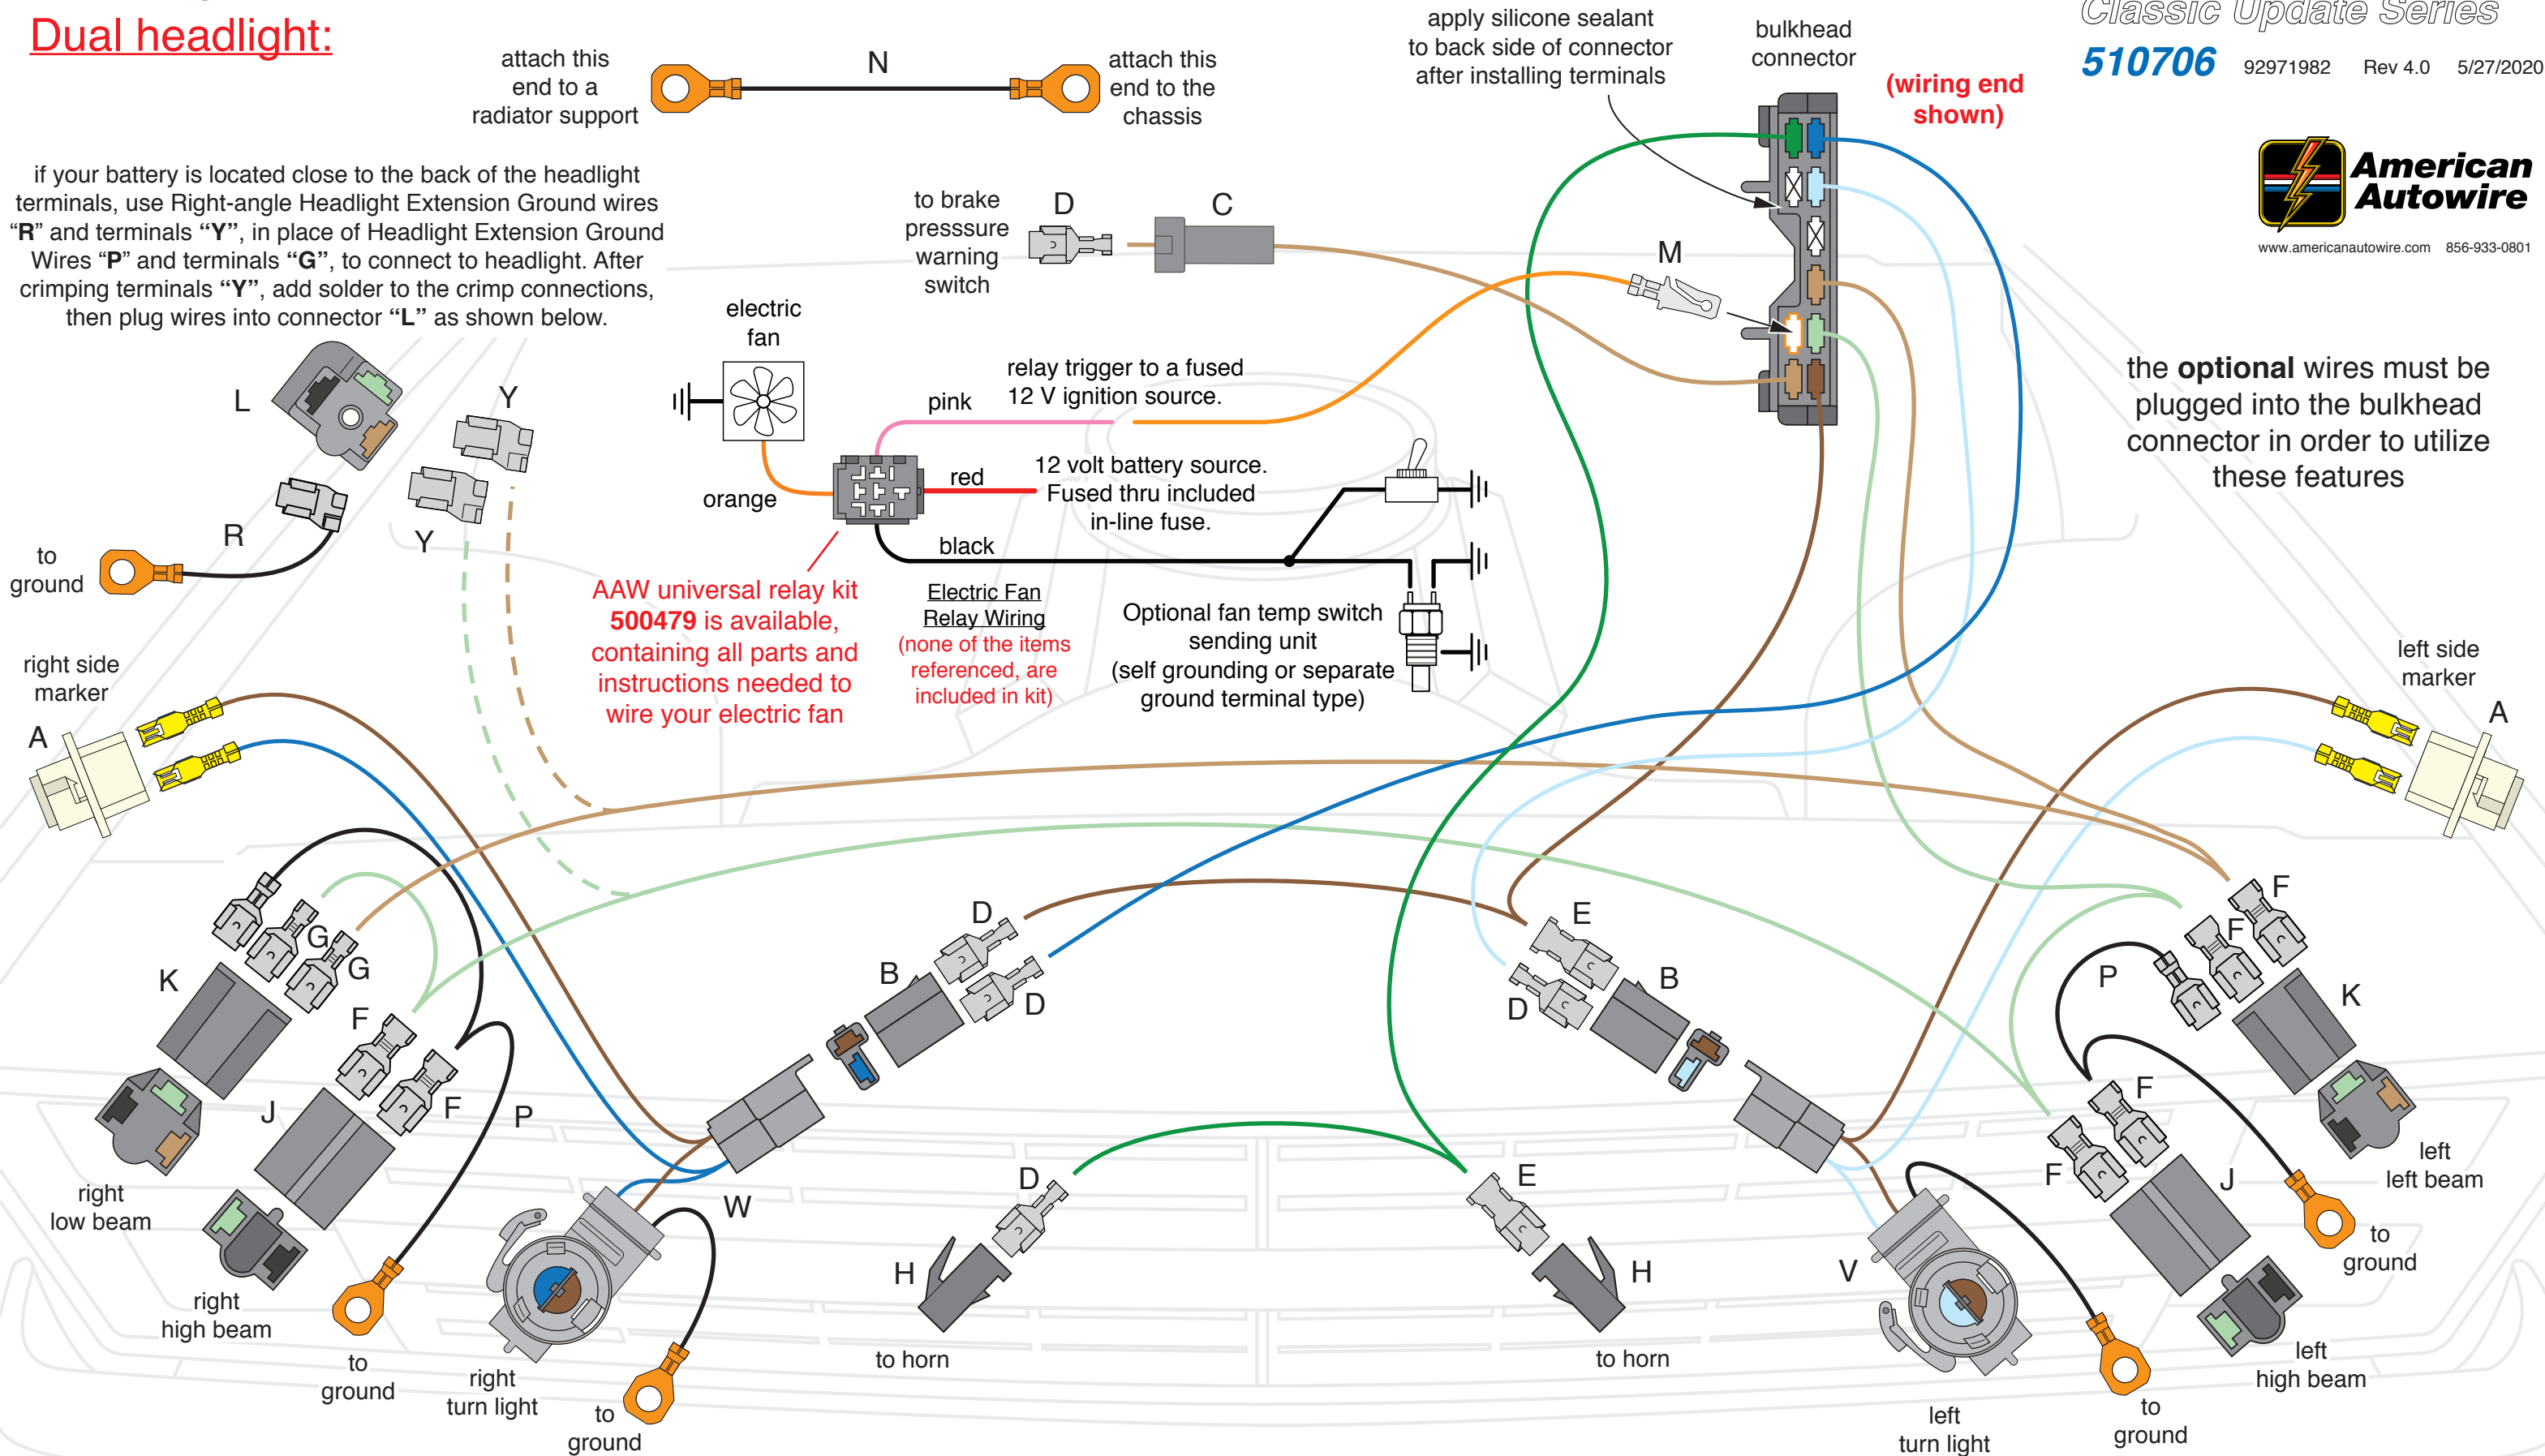 Dual headlight:
attach this
end to a
radiator support
N
attach this
end to the
chassis
apply silicone sealant
to back side of connector
after installing terminals
bulkhead
connector
(wiring end
shown)
Classic Update Series
510706 92971982 Rev 4.0 5/27/2020
American
Autowire
www.americanautowire.com 856-933-0801
if your battery is located close to the back of the headlight
terminals, use Right-angle Headlight Extension Ground wires
“R” and terminals “Y”, in place of Headlight Extension Ground
Wires “P” and terminals “G”, to connect to headlight. After
crimping terminals “Y”, add solder to the crimp connections,
then plug wires into connector “L” as shown below.
to brake
presssure
warning
switch
D
C
M
electric
fan
relay trigger to a fused
12 V ignition source.
pink
the optional wires must be
plugged into the bulkhead
connector in order to utilize
these features
L
Y
Y
R
to
ground
orange
red
12 volt battery source.
Fused thru included
in-line fuse.
black
AAW universal relay kit
500479 is available,
containing all parts and
instructions needed to
wire your electric fan
Electric Fan
Relay Wiring
(none of the items
referenced, are
included in kit)
Optional fan temp switch
sending unit
(self grounding or separate
ground terminal type)
right side
marker
A
left side
marker
A
G
G
K
F
F
J
P
right
low beam
right
high beam
to
ground
D
B
D
W
right
turn light
to
ground
D
H
to horn
E
D
B
E
H
to horn
F
F
P
K
F
F
J
left
left beam
to
ground
V
left
high beam
left
turn light
to
ground